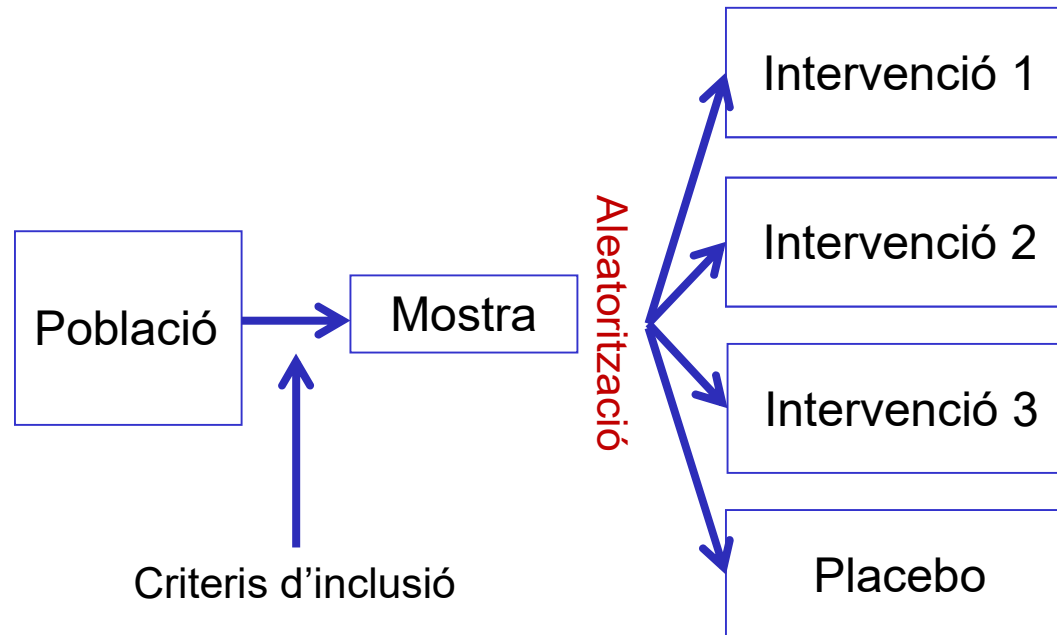 Població
Criteris d’inclusió
Mostra
Aleatorització
Intervenció 1
Intervenció 2
Intervenció 3
Placebo